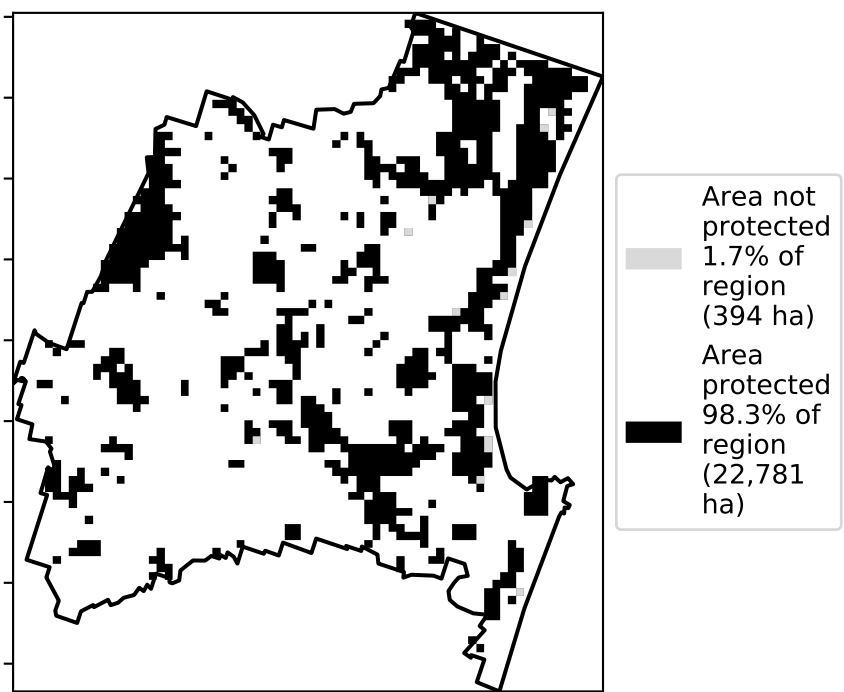 Area not
protected
1.7% of
region
(394 ha)
Area
protected
98.3% of
region
(22,781
ha)